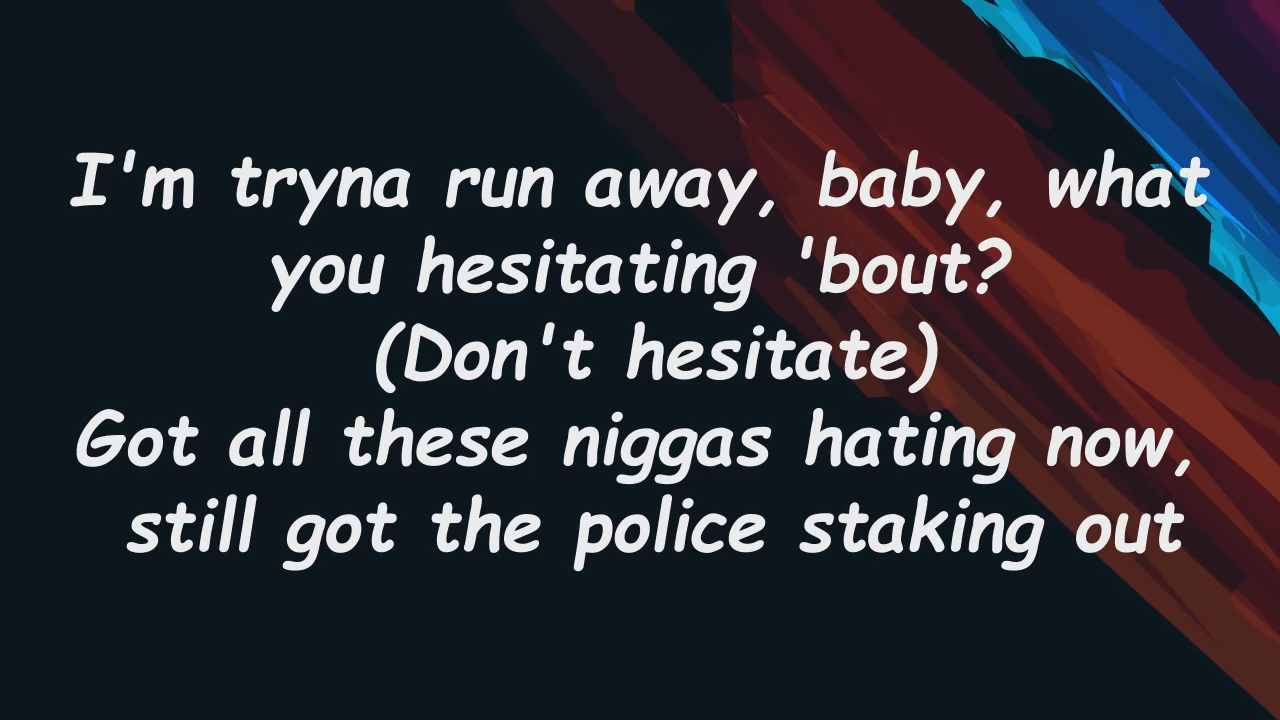 I'm tryna run away, baby, what
you hesitating 'bout?
(Don't hesitate)
Got all these niggas hating now,
still got the police staking out